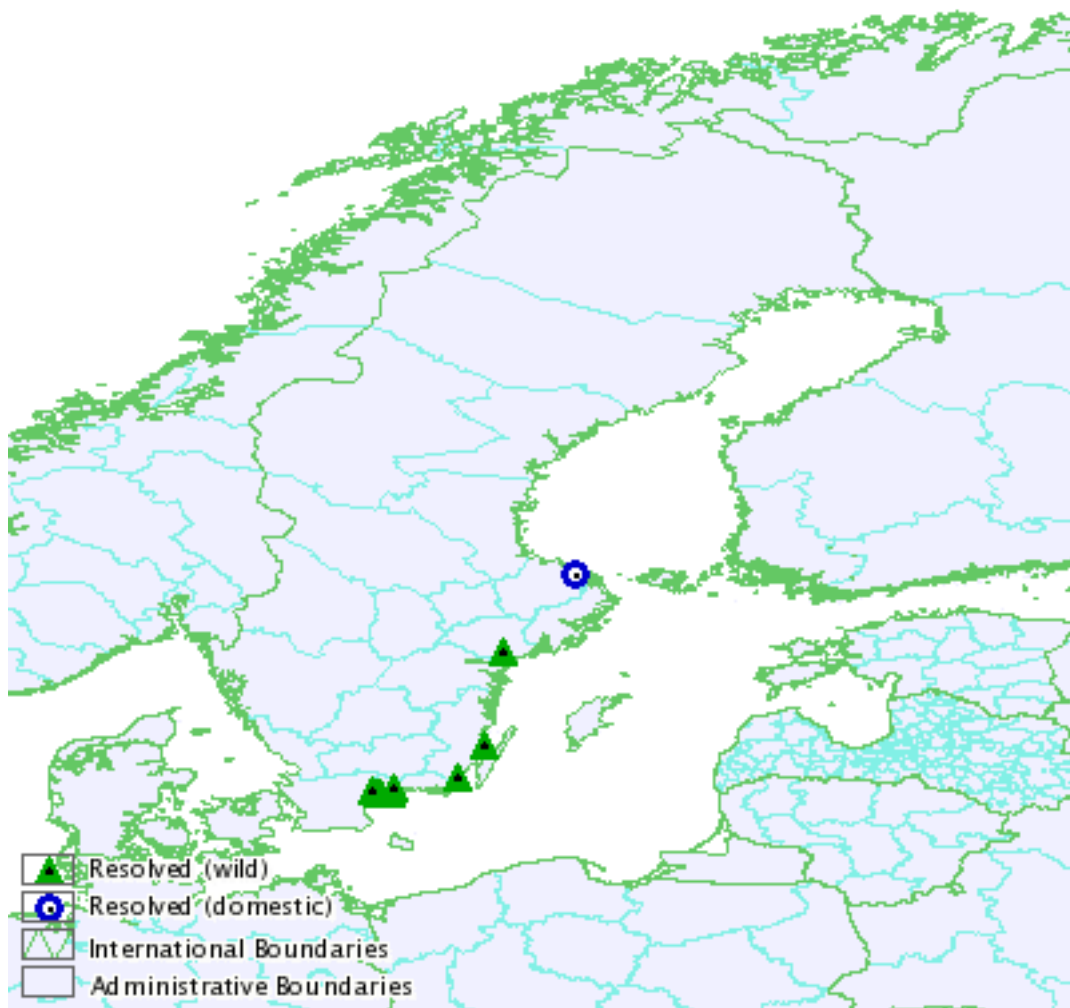 Resolved (wild)
Resolved (domestic)
International Boundaries
Administrative Boundaries